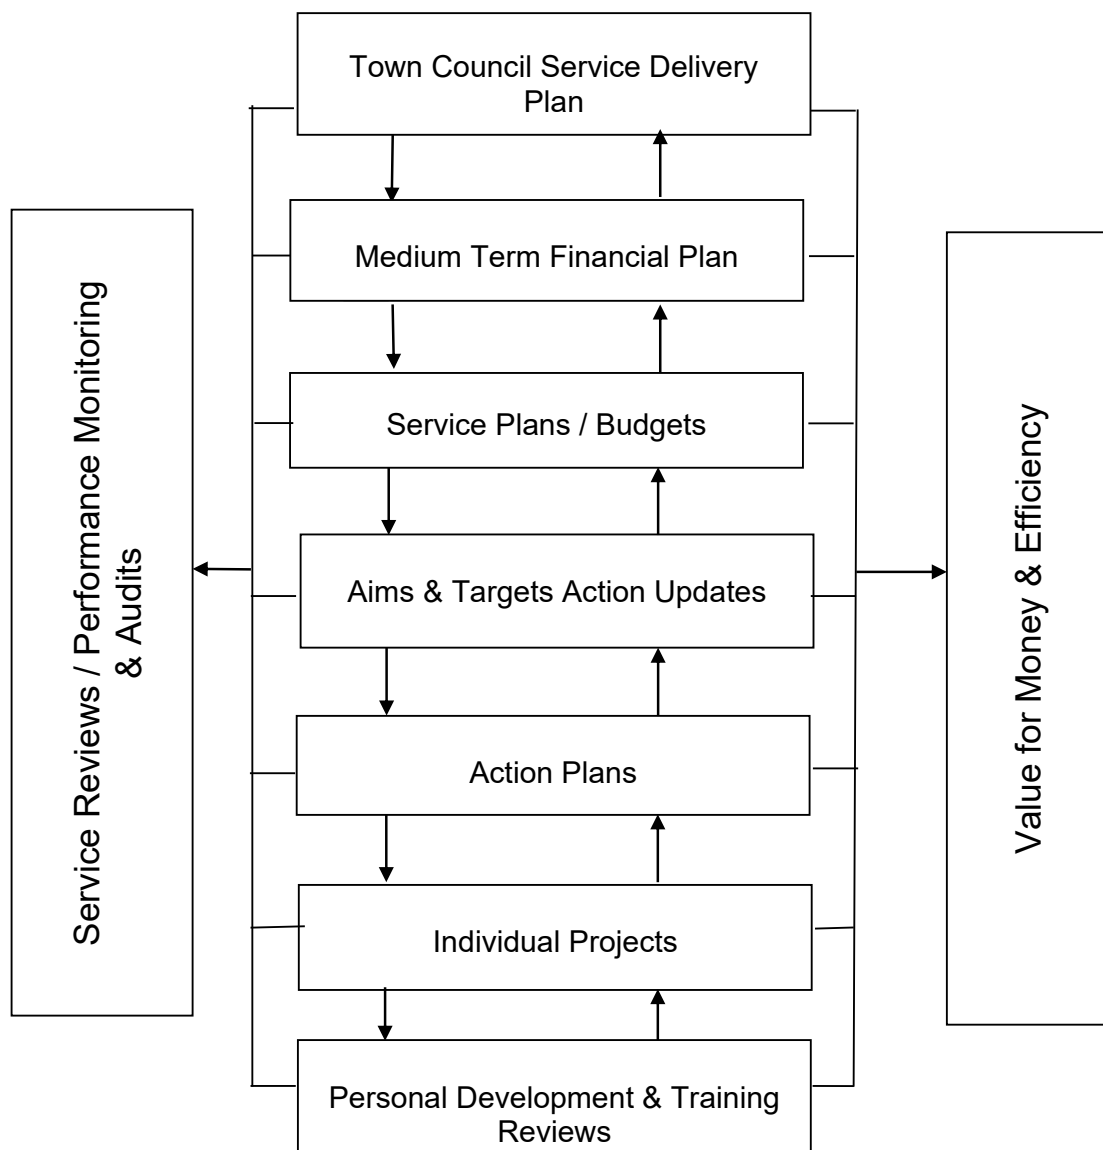 Town Council Service Delivery
Plan
Medium Term Financial Plan
Service Plans / Budgets
Aims & Targets Action Updates
Action Plans
Individual Projects
Personal Development & Training
Reviews
Service Reviews / Performance Monitoring
& Audits
Value for Money & Efficiency